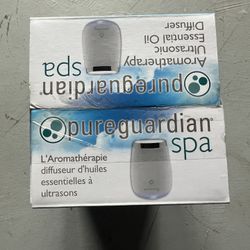 pureguardian®
spa
Aromatherapy
Ultrasonic
Essential Oil
Diffuser
pureguardian®
spa
L'Aromathérapie
diffuseur d'huiles
essentielles à
ultrasons